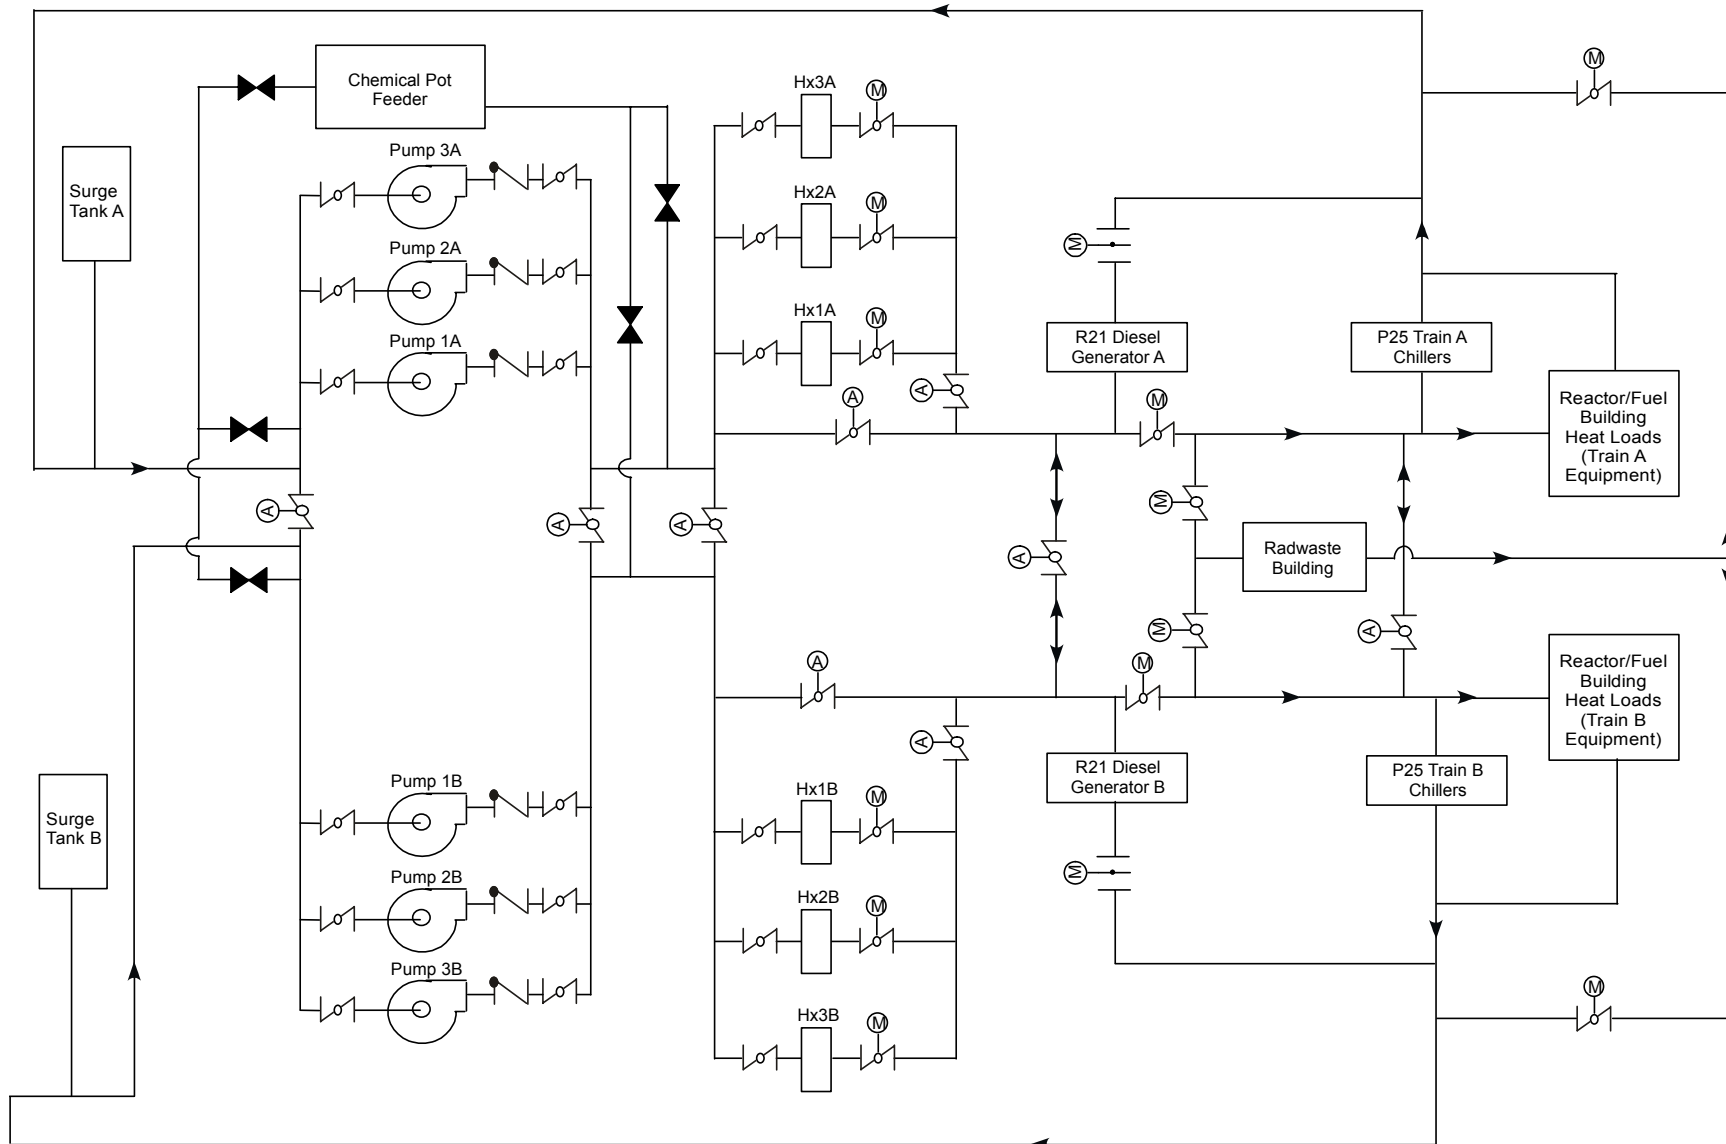 M
Chemical Pot
Feeder
Hx3A
M
Pump 3A
Surge
Tank A
Hx2A
M
M
Pump 2A
Hx1A
M
Pump 1A
R21 Diesel
Generator A
P25 Train A
Chillers
A
A
M
Reactor/Fuel
Building
Heat Loads
(Train A
Equipment)
A
A
A
M
A
Radwaste
Building
M
A
A
M
Reactor/Fuel
Building
Heat Loads
(Train B
Equipment)
A
R21 Diesel
Generator B
P25 Train B
Chillers
Pump 1B
Hx1B
M
Surge
Tank B
M
Pump 2B
Hx2B
M
Pump 3B
Hx3B
M
M